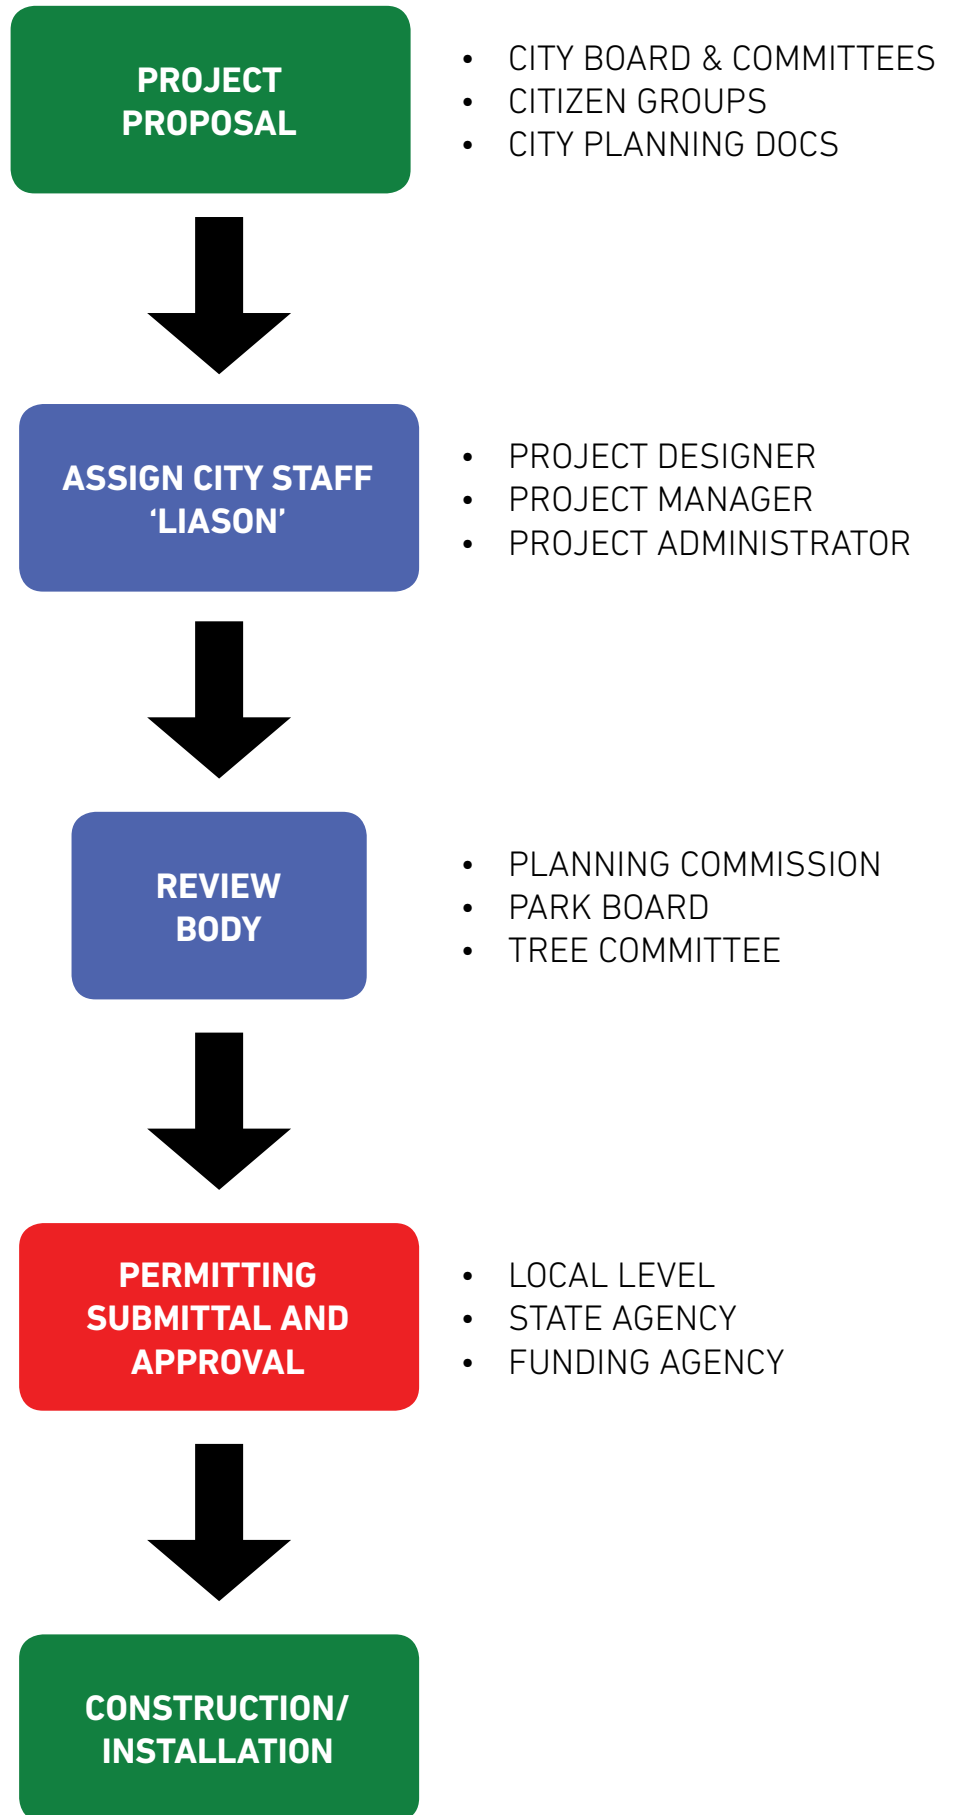 PROJECT
PROPOSAL
• CITY BOARD & COMMITTEES
• CITIZEN GROUPS
• CITY PLANNING DOCS
ASSIGN CITY STAFF
‘LIASON’
• PROJECT DESIGNER
• PROJECT MANAGER
• PROJECT ADMINISTRATOR
REVIEW
BODY
• PLANNING COMMISSION
• PARK BOARD
• TREE COMMITTEE
PERMITTING
SUBMITTAL AND
APPROVAL
• LOCAL LEVEL
• STATE AGENCY
• FUNDING AGENCY
CONSTRUCTION/
INSTALLATION